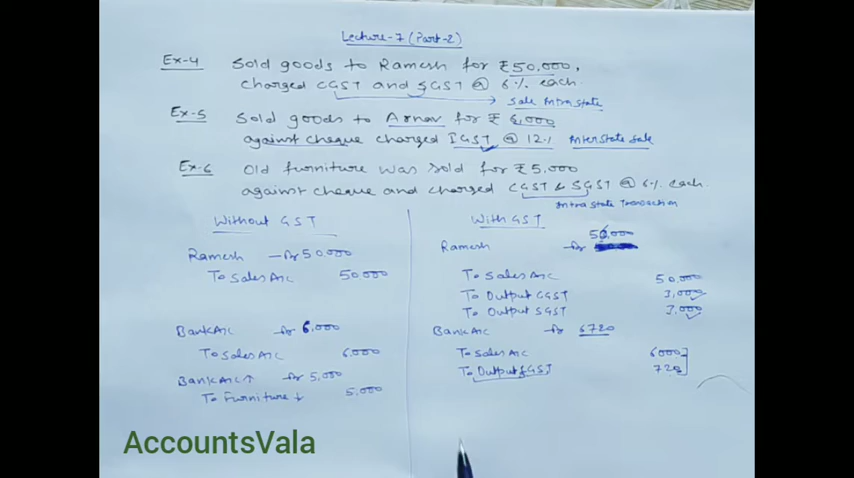 Lecture-7 (Part-2)
Ex-4 Sold goods to Ramesh for ₹50,000,
charged CGST and SGST @ 6% each.
→ Sale Intra state
Ex-5 Sold goods to Arnav for ₹ 6,000
against cheque charged IGST @ 12% Interstate Sale
Ex-6 Old furniture was sold for ₹5,000
against cheque and charged CGST & SGST @ 6% each.
Intra state Transaction
Without GST
Ramesh —Dr 50,000
To Sales A/c 50,000
Bank A/c Dr 6,000
To Sales A/c 6,000
Bank A/c ↑ Dr 5,000
To Furniture ↓ 5,000
With GST
Ramesh Dr
To Sales A/c 50,000
To Output CGST 3,000
To Output SGST 3,000
Bank A/c Dr 6720
To Sales A/c 6000
To Output IGST 720
AccountsVala